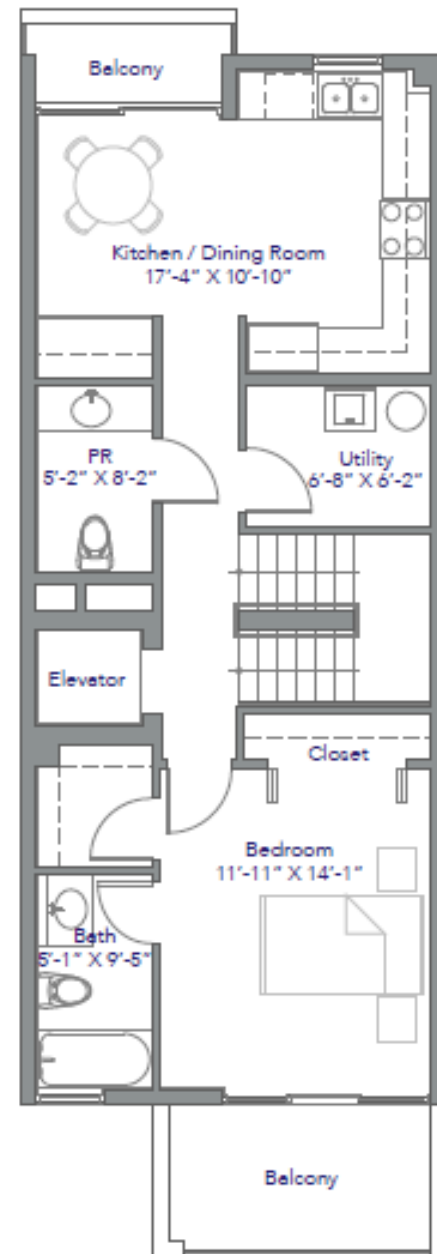 Balcony
Kitchen / Dining Room
17'-4" X 10'-10"
PR
5'-2" X 8'-2"
Utility
6'-8" X 6'-2"
Elevator
Closet
Bedroom
11'-11" X 14'-1"
Bath
5'-1" X 9'-5"
Balcony